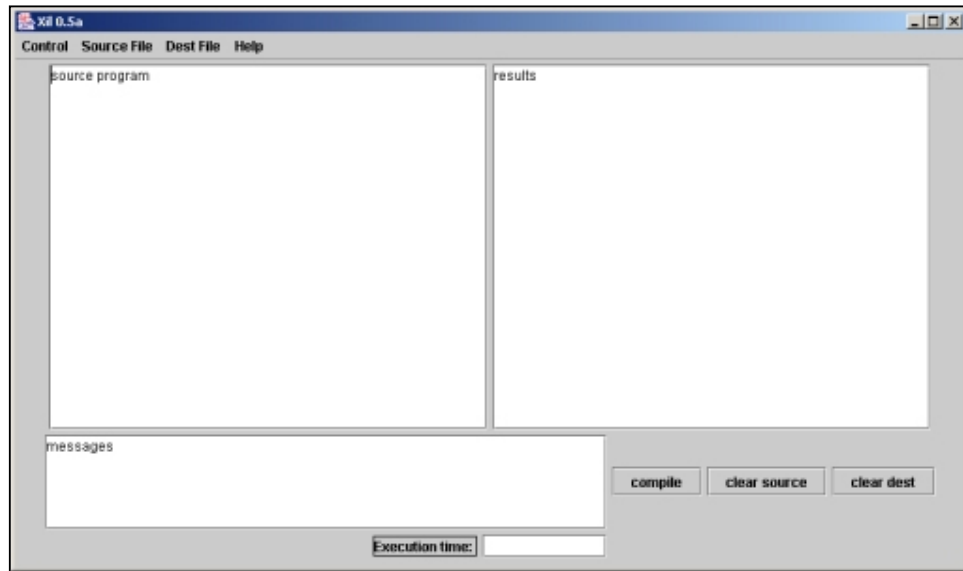 Xil 0.5a
Control Source File Dest File Help
source program
results
messages
compile clear source clear dest
Execution time: